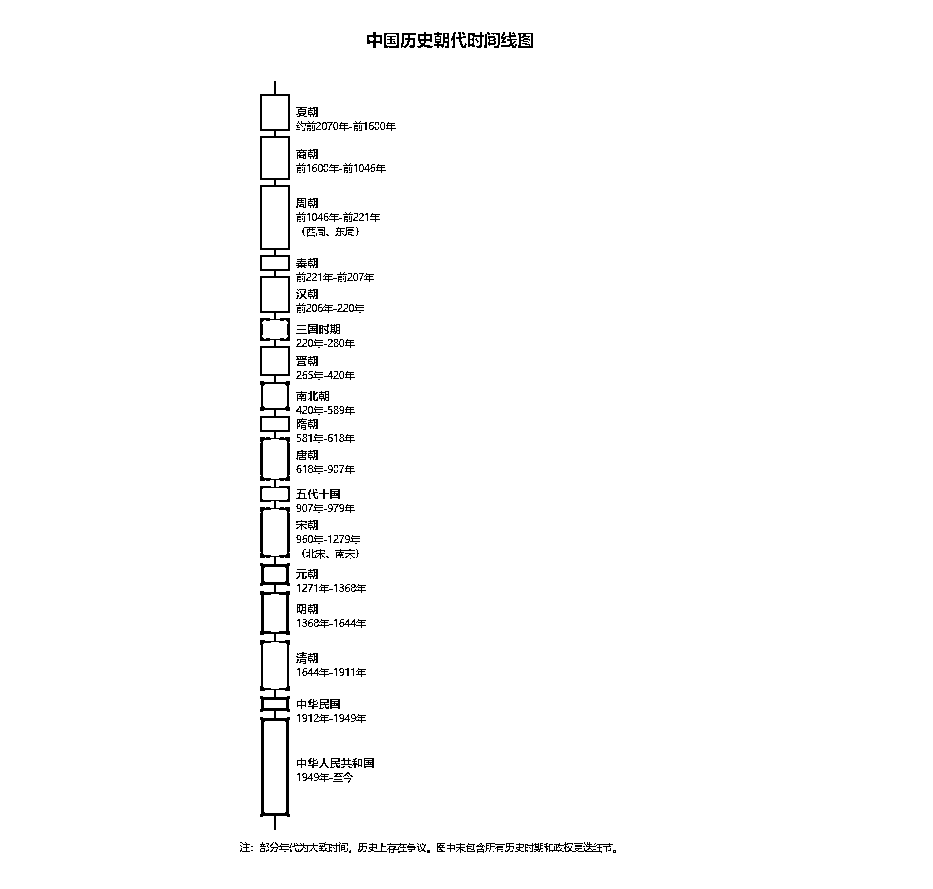 中国历史朝代时间线图
夏朝
约前2070年-前1600年
商朝
前1600年-前1046年
周朝
前1046年-前221年
（西周、东周）
秦朝
前221年-前207年
汉朝
前206年-220年
三国时期
220年-280年
晋朝
265年-420年
南北朝
420年-589年
隋朝
581年-618年
唐朝
618年-907年
五代十国
907年-979年
宋朝
960年-1279年
（北宋、南宋）
元朝
1271年-1368年
明朝
1368年-1644年
清朝
1644年-1911年
中华民国
1912年-1949年
中华人民共和国
1949年-至今
注：部分年代为大致时间，历史上存在争议。图中未包含所有历史时期和政权更迭细节。